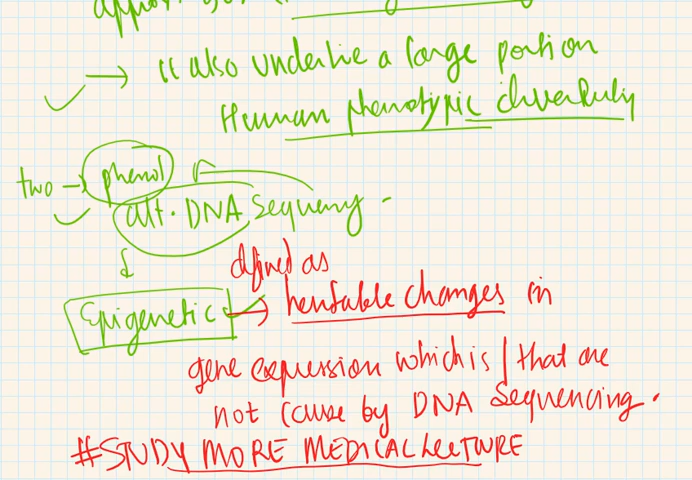 → " also underlie a large portion
Human phenotypic diversity
two → phenol
alt. DNA sequency.
defined as
Epigenetic → heritable changes in
gene expression which is / that are
not cause by DNA sequencing.
#STUDY MORE MEDICAL LECTURE